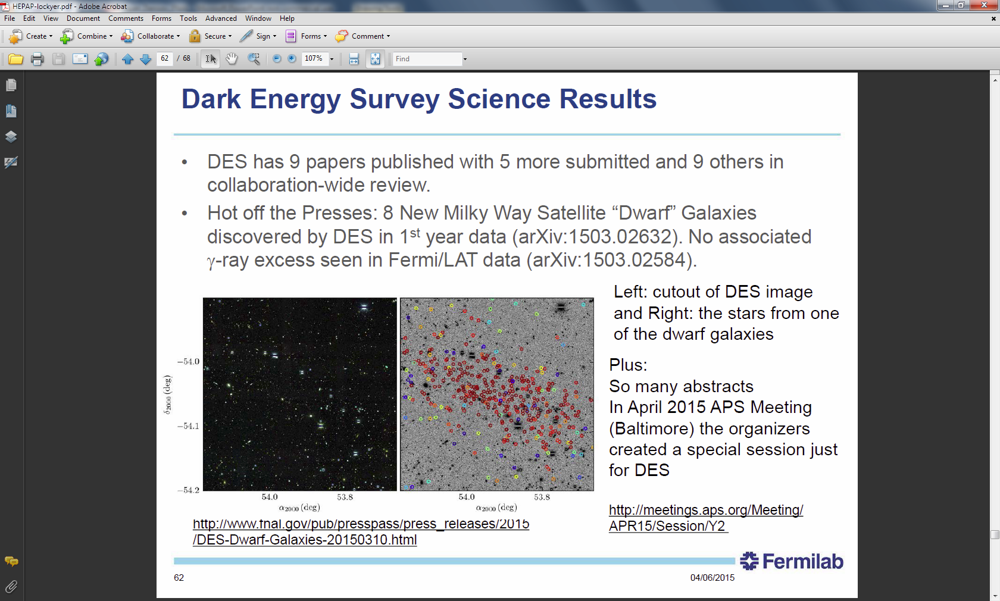 HEPAP-lockyer.pdf - Adobe Acrobat
File Edit View Document Comments Forms Tools Advanced Window Help
Create Combine Collaborate Secure Sign Forms Comment
62 / 68 107% Find
Dark Energy Survey Science Results
• DES has 9 papers published with 5 more submitted and 9 others in
collaboration-wide review.
• Hot off the Presses: 8 New Milky Way Satellite “Dwarf” Galaxies
discovered by DES in 1st year data (arXiv:1503.02632). No associated
γ-ray excess seen in Fermi/LAT data (arXiv:1503.02584).
Left: cutout of DES image
and Right: the stars from one
of the dwarf galaxies
Plus:
So many abstracts
In April 2015 APS Meeting
(Baltimore) the organizers
created a special session just
for DES
http://meetings.aps.org/Meeting/
APR15/Session/Y2
δ2000 (deg)
−54.0
−54.1
−54.2
54.0 53.8 54.0 53.8
α2000 (deg) α2000 (deg)
http://www.fnal.gov/pub/presspass/press_releases/2015
/DES-Dwarf-Galaxies-20150310.html
Fermilab
62 04/06/2015